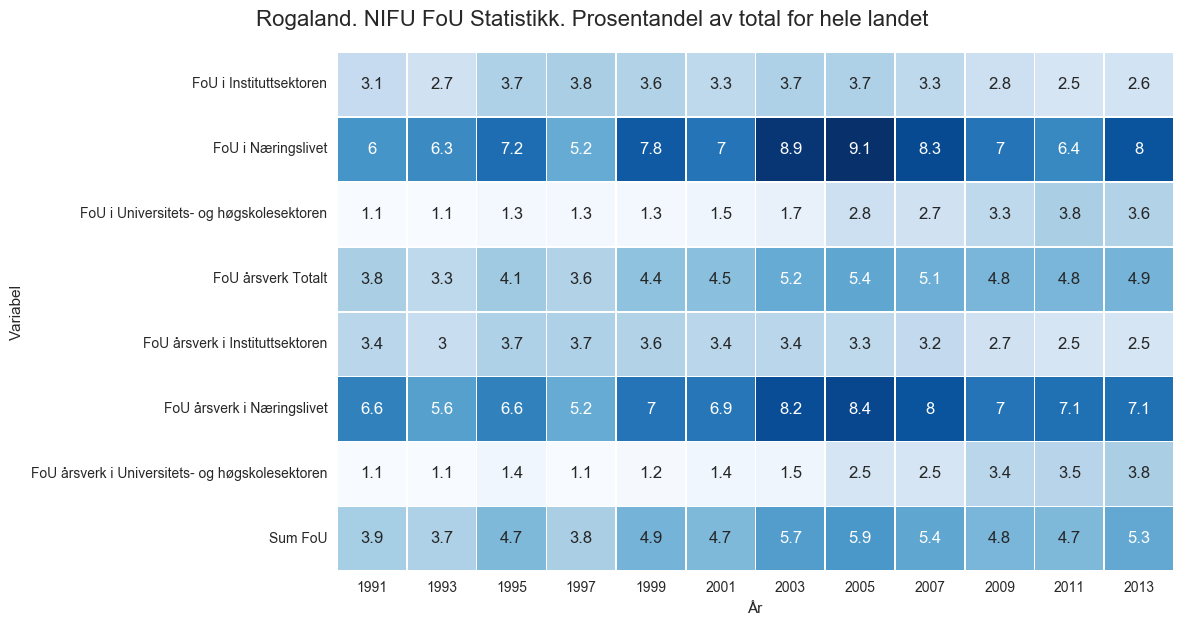 Rogaland. NIFU FoU Statistikk. Prosentandel av total for hele landet
Variabel
FoU i Instituttsektoren 3.1 2.7 3.7 3.8 3.6 3.3 3.7 3.7 3.3 2.8 2.5 2.6
FoU i Næringslivet 6 6.3 7.2 5.2 7.8 7 8.9 9.1 8.3 7 6.4 8
FoU i Universitets- og høgskolesektoren 1.1 1.1 1.3 1.3 1.3 1.5 1.7 2.8 2.7 3.3 3.8 3.6
FoU årsverk Totalt 3.8 3.3 4.1 3.6 4.4 4.5 5.2 5.4 5.1 4.8 4.8 4.9
FoU årsverk i Instituttsektoren 3.4 3 3.7 3.7 3.6 3.4 3.4 3.3 3.2 2.7 2.5 2.5
FoU årsverk i Næringslivet 6.6 5.6 6.6 5.2 7 6.9 8.2 8.4 8 7 7.1 7.1
FoU årsverk i Universitets- og høgskolesektoren 1.1 1.1 1.4 1.1 1.2 1.4 1.5 2.5 2.5 3.4 3.5 3.8
Sum FoU 3.9 3.7 4.7 3.8 4.9 4.7 5.7 5.9 5.4 4.8 4.7 5.3
1991 1993 1995 1997 1999 2001 2003 2005 2007 2009 2011 2013
År